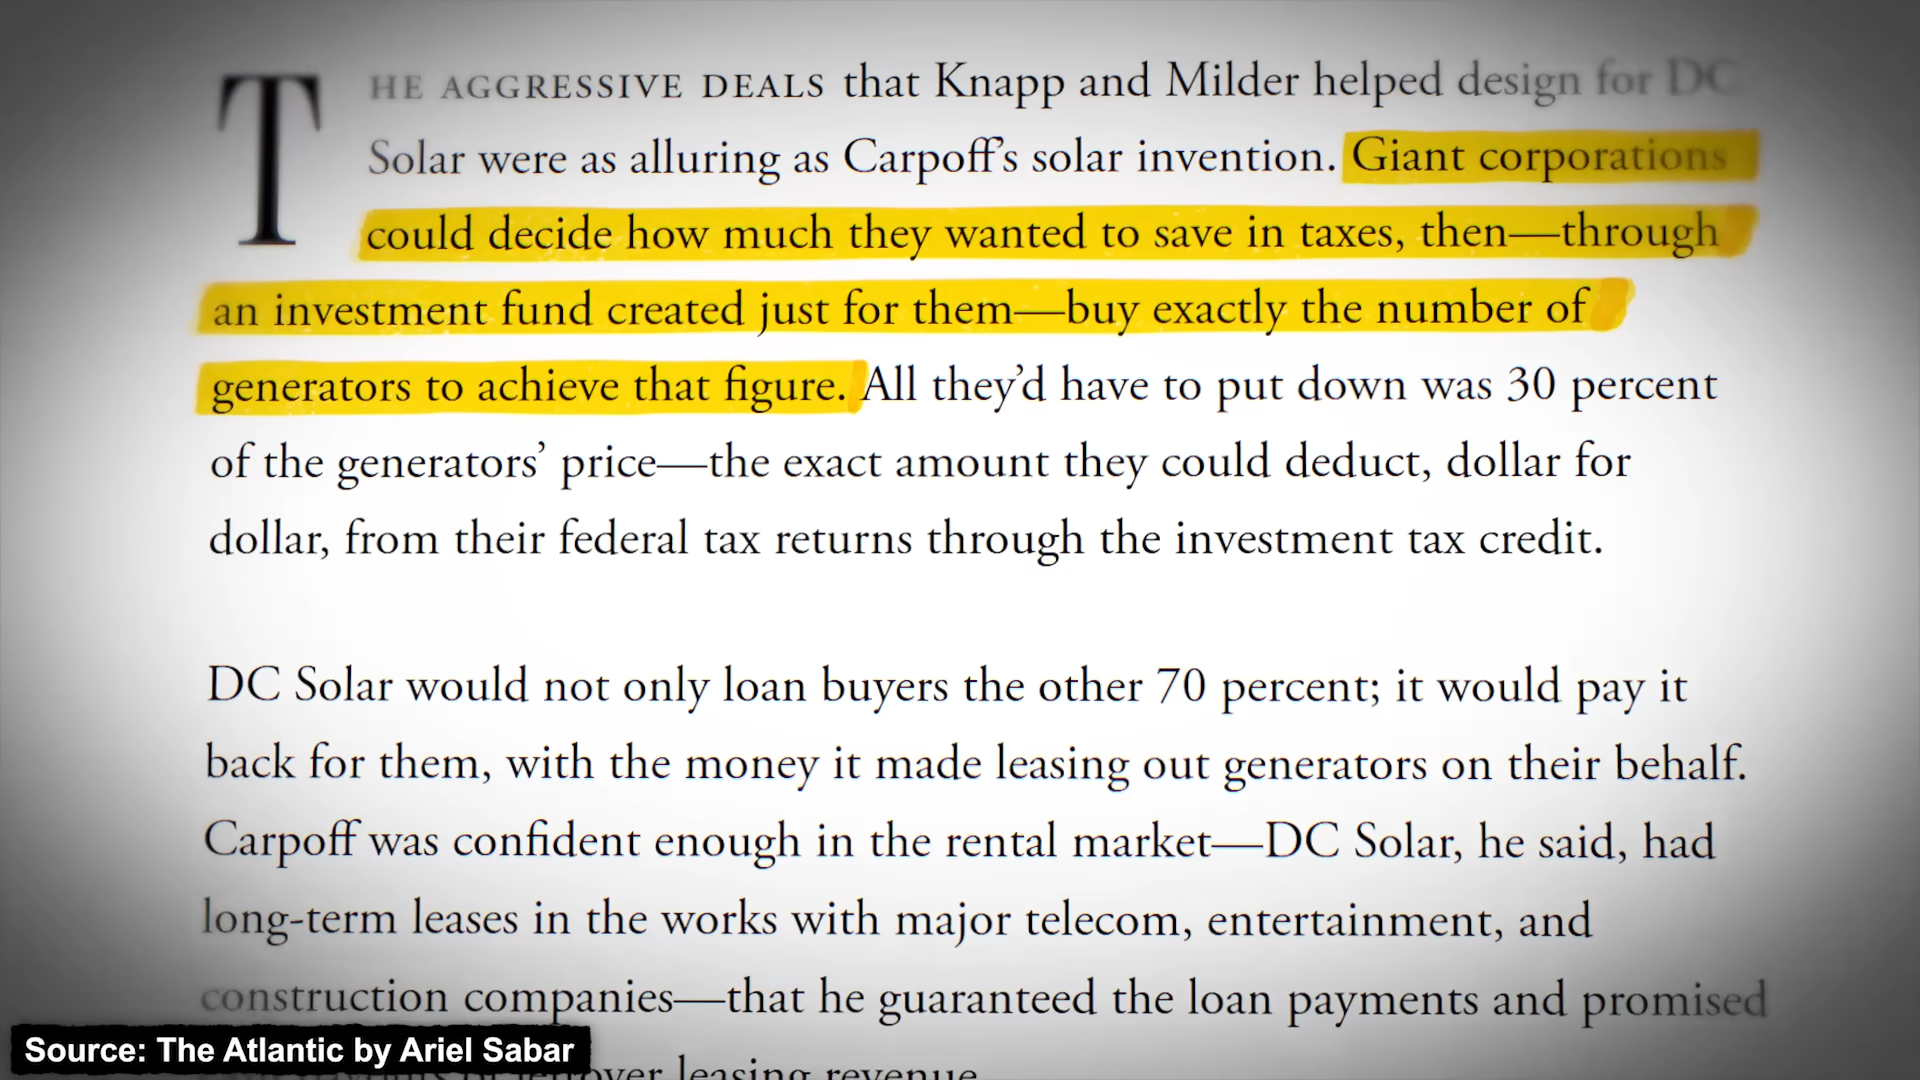 THE AGGRESSIVE DEALS that Knapp and Milder helped design for DC
Solar were as alluring as Carpoff’s solar invention. Giant corporations
could decide how much they wanted to save in taxes, then—through
an investment fund created just for them—buy exactly the number of
generators to achieve that figure. All they’d have to put down was 30 percent
of the generators’ price—the exact amount they could deduct, dollar for
dollar, from their federal tax returns through the investment tax credit.
DC Solar would not only loan buyers the other 70 percent; it would pay it
back for them, with the money it made leasing out generators on their behalf.
Carpoff was confident enough in the rental market—DC Solar, he said, had
long-term leases in the works with major telecom, entertainment, and
construction companies—that he guaranteed the loan payments and promised
leasing revenue
Source: The Atlantic by Ariel Sabar